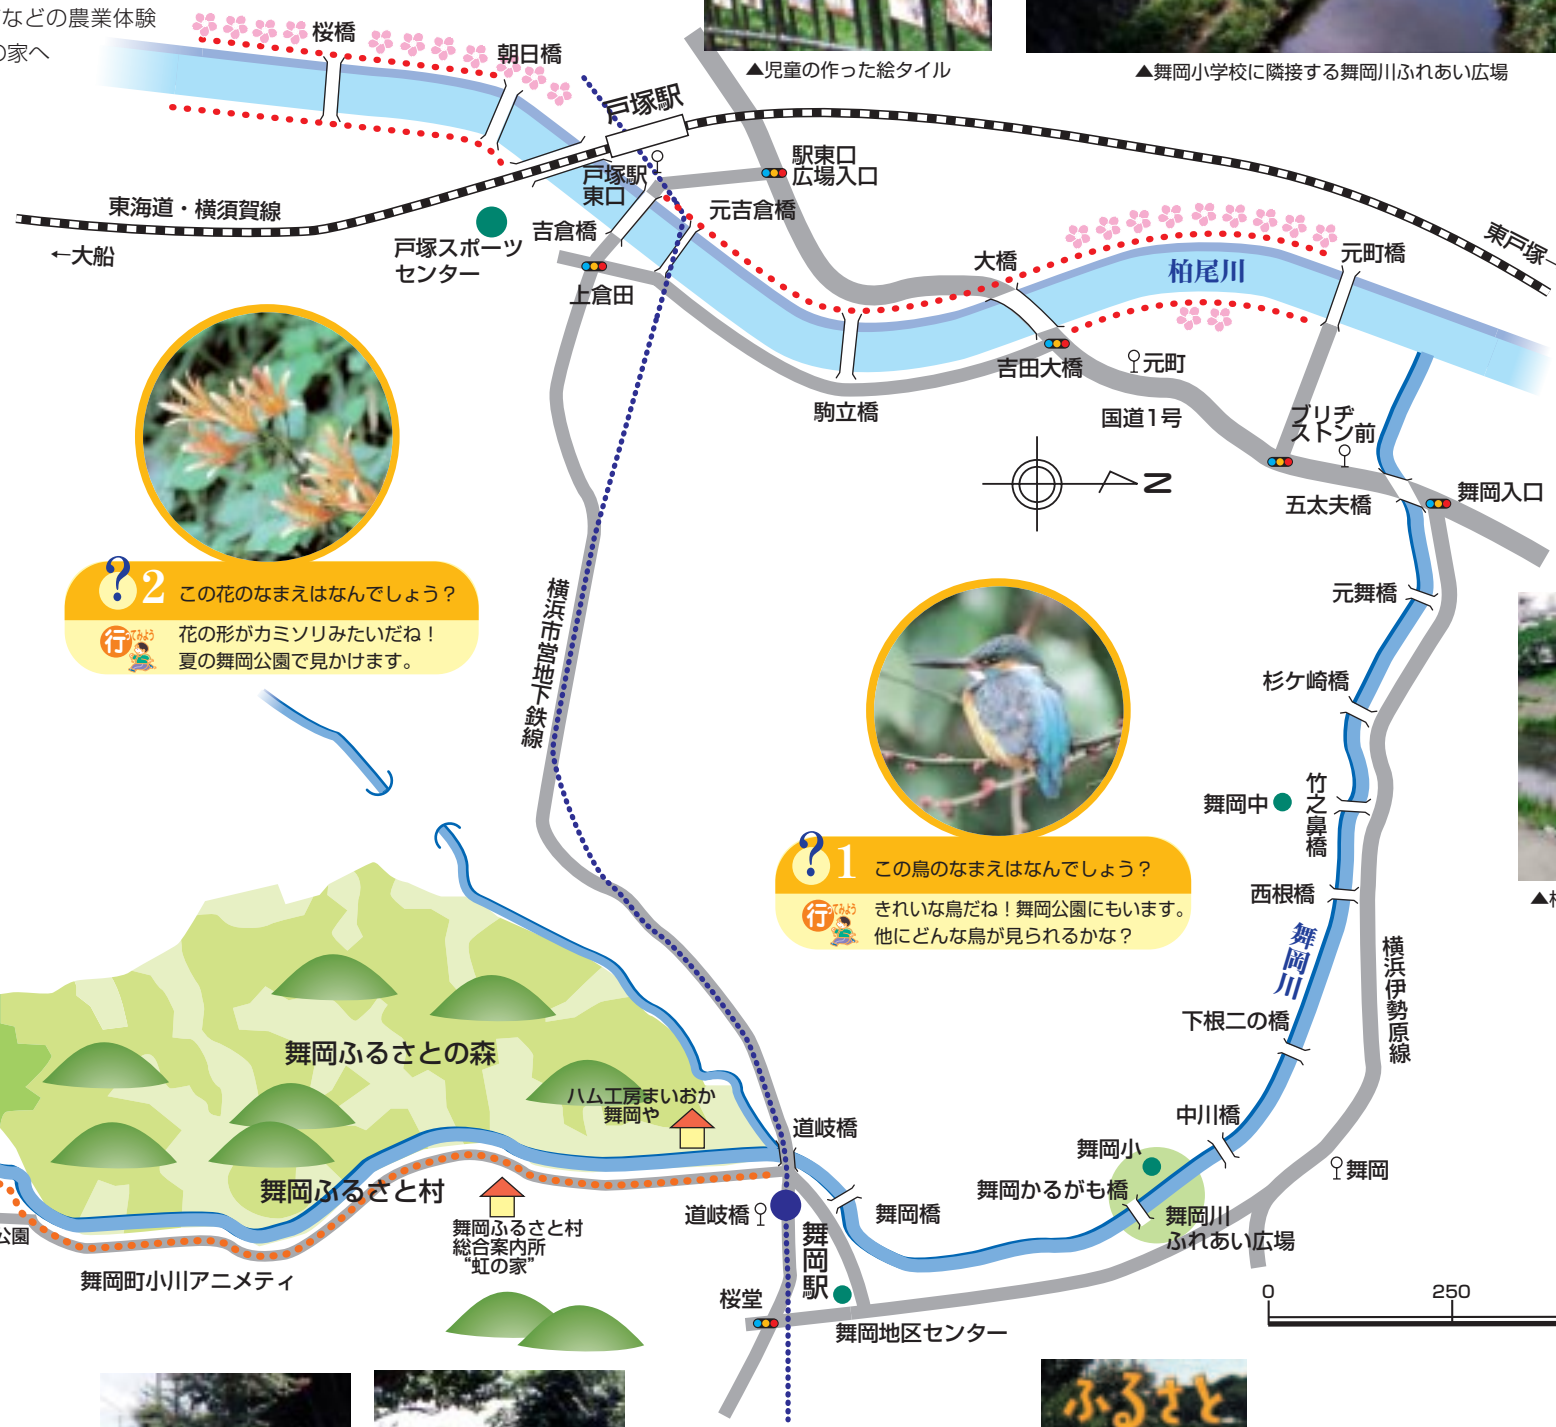 などの農業体験
の家へ
桜橋
朝日橋
▲児童の作った絵タイル
▲舞岡小学校に隣接する舞岡川ふれあい広場
戸塚駅
戸塚駅
東口
駅東口
広場入口
東海道・横須賀線
←大船
戸塚スポーツ
センター
吉倉橋
元吉倉橋
上倉田
大橋
柏尾川
元町橋
東戸塚
駒立橋
吉田大橋
元町
国道1号
ブリヂ
ストン前
五太夫橋
舞岡入口
N
元舞橋
杉ケ崎橋
舞岡中
竹之鼻橋
西根橋
舞岡川
横浜伊勢原線
下根二の橋
中川橋
?2 この花のなまえはなんでしょう？
行ってみよう
花の形がカミソリみたいだね！
夏の舞岡公園で見かけます。
横浜市営地下鉄線
?1 この鳥のなまえはなんでしょう？
行ってみよう
きれいな鳥だね！舞岡公園にもいます。
他にどんな鳥が見られるかな？
舞岡ふるさとの森
ハム工房まいおか
舞岡や
道岐橋
舞岡ふるさと村
舞岡ふるさと村
総合案内所
“虹の家”
公園
舞岡町小川アニメティ
道岐橋
舞岡駅
舞岡橋
桜堂
舞岡地区センター
舞岡小
舞岡かるがも橋
舞岡川
ふれあい広場
舞岡
0 250
ふるさと